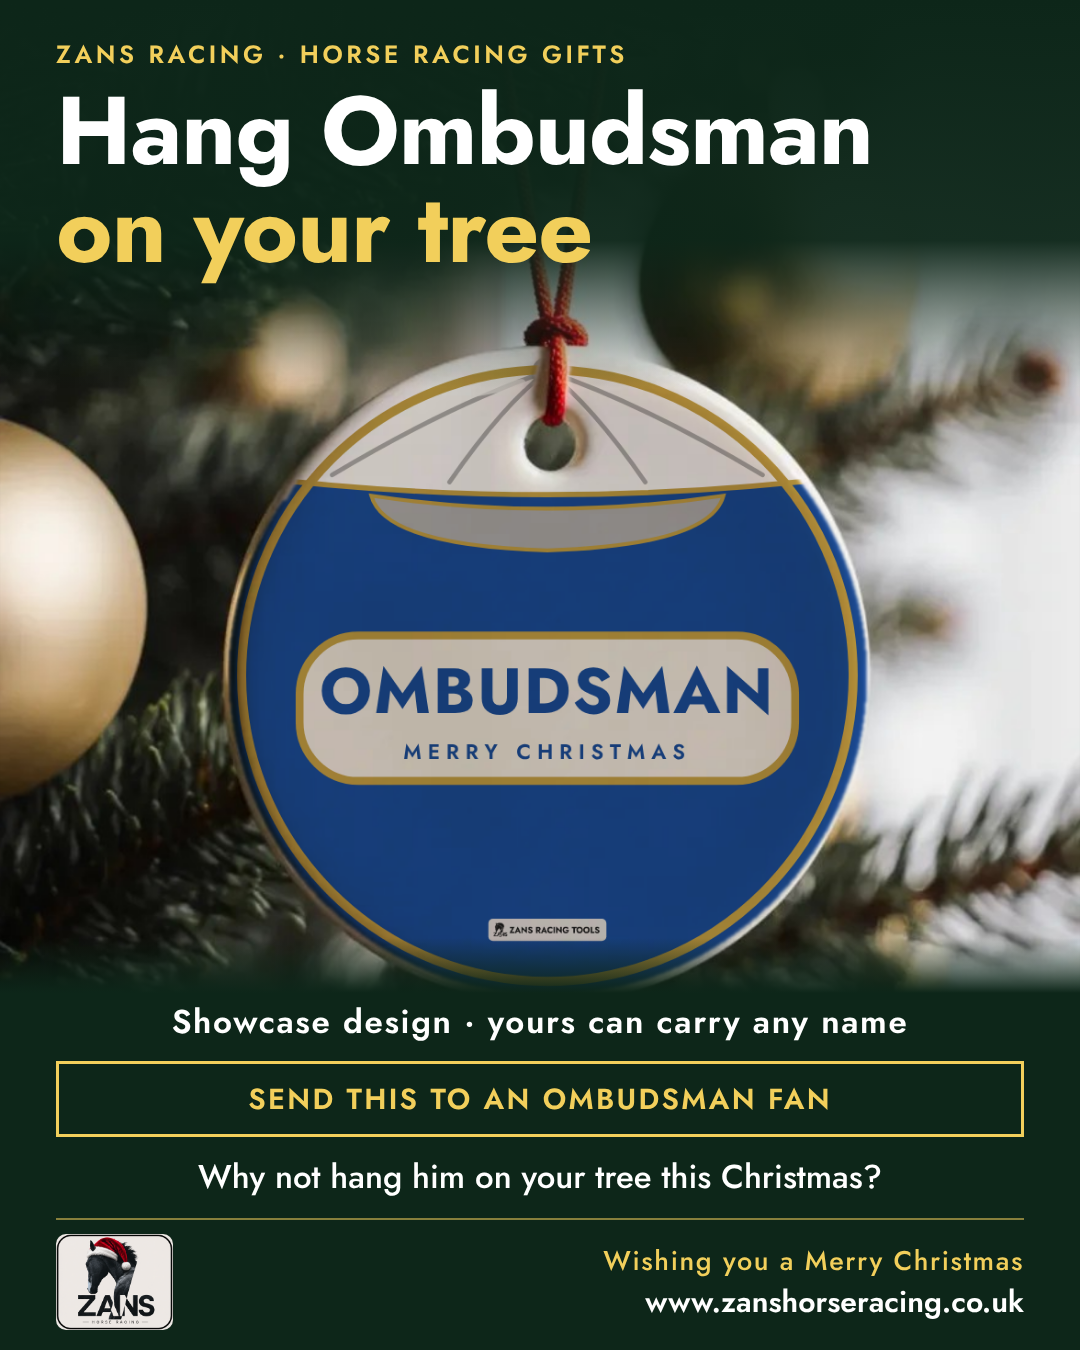 ZANS RACING · HORSE RACING GIFTS
Hang Ombudsman
on your tree
OMBUDSMAN
MERRY CHRISTMAS
ZANS RACING TOOLS
Showcase design · yours can carry any name
SEND THIS TO AN OMBUDSMAN FAN
Why not hang him on your tree this Christmas?
ZANS
HORSE RACING
Wishing you a Merry Christmas
www.zanshorseracing.co.uk